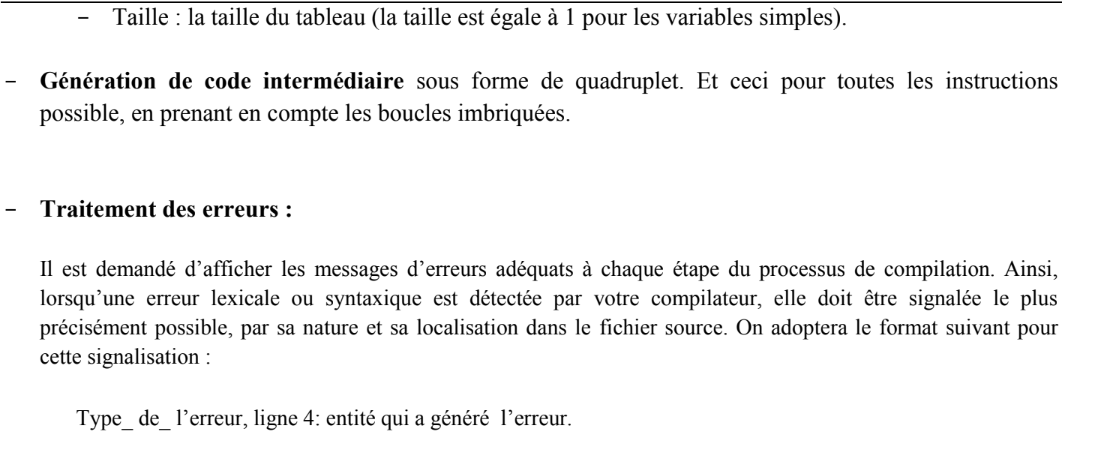 – Taille : la taille du tableau (la taille est égale à 1 pour les variables simples).
– Génération de code intermédiaire sous forme de quadruplet. Et ceci pour toutes les instructions
possible, en prenant en compte les boucles imbriquées.
– Traitement des erreurs :
Il est demandé d’afficher les messages d’erreurs adéquats à chaque étape du processus de compilation. Ainsi,
lorsqu’une erreur lexicale ou syntaxique est détectée par votre compilateur, elle doit être signalée le plus
précisément possible, par sa nature et sa localisation dans le fichier source. On adoptera le format suivant pour
cette signalisation :
Type_ de_ l’erreur, ligne 4: entité qui a généré l’erreur.